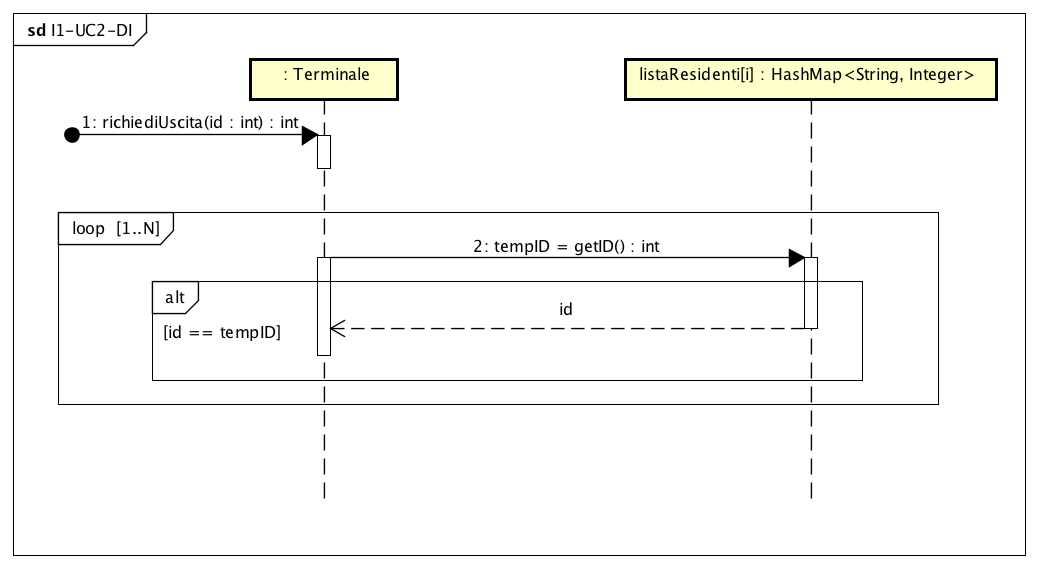 sd I1-UC2-DI
: Terminale
listaResidenti[i] : HashMap<String, Integer>
1: richiediUscita(id : int) : int
loop [1..N]
2: tempID = getID() : int
alt
id
[id == tempID]